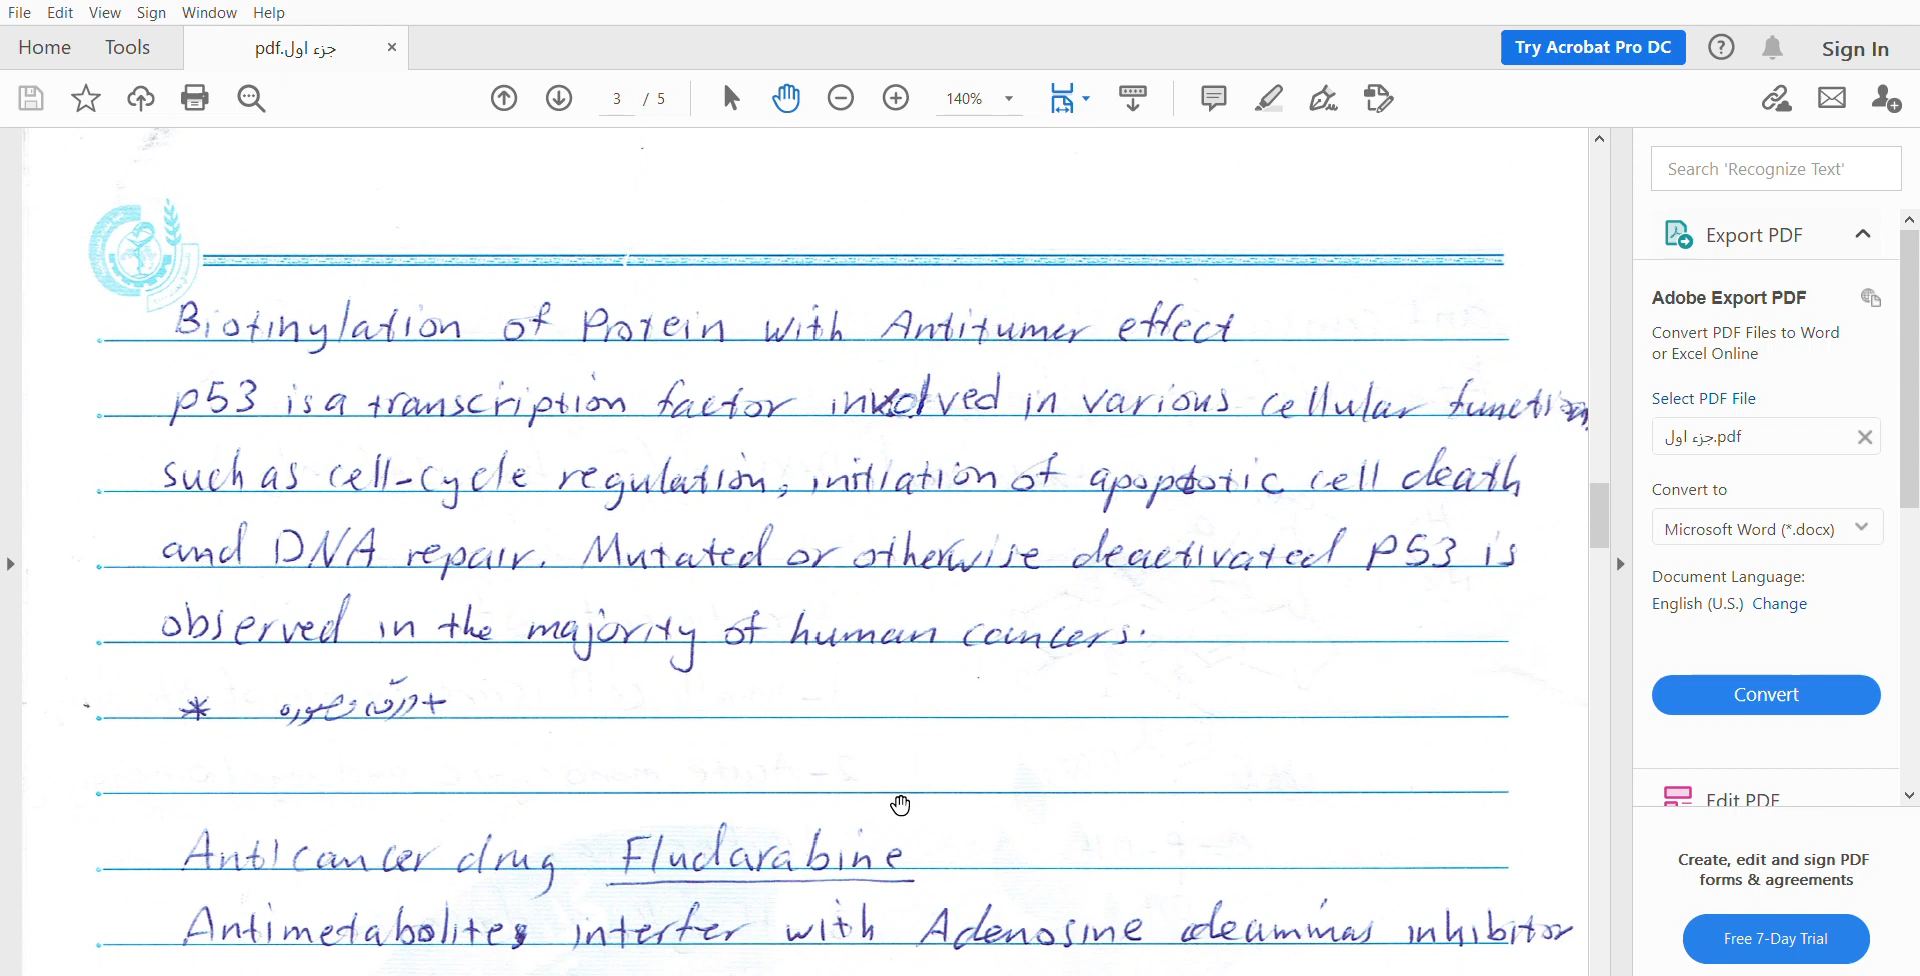 File Edit View Sign Window Help
Home Tools جزء اول.pdf × Try Acrobat Pro DC ? Sign In
3 / 5 140%
Search 'Recognize Text'
Export PDF
Adobe Export PDF
Convert PDF Files to Word
or Excel Online
Select PDF File
جزء اول.pdf
Convert to
Microsoft Word (*.docx)
Document Language:
English (U.S.) Change
Convert
Edit PDF
Create, edit and sign PDF
forms & agreements
Free 7-Day Trial
Biotinylation of Protein with Antitumer effect
p53 is a transcription factor involved in various cellular function
such as cell-cycle regulation, initiation of apoptotic cell death
and DNA repair. Mutated or otherwise deactivated P53 is
observed in the majority of human cancers.
*
Anticancer drug Fludarabine
Antimetabolites interfer with Adenosine deaminas inhibitor